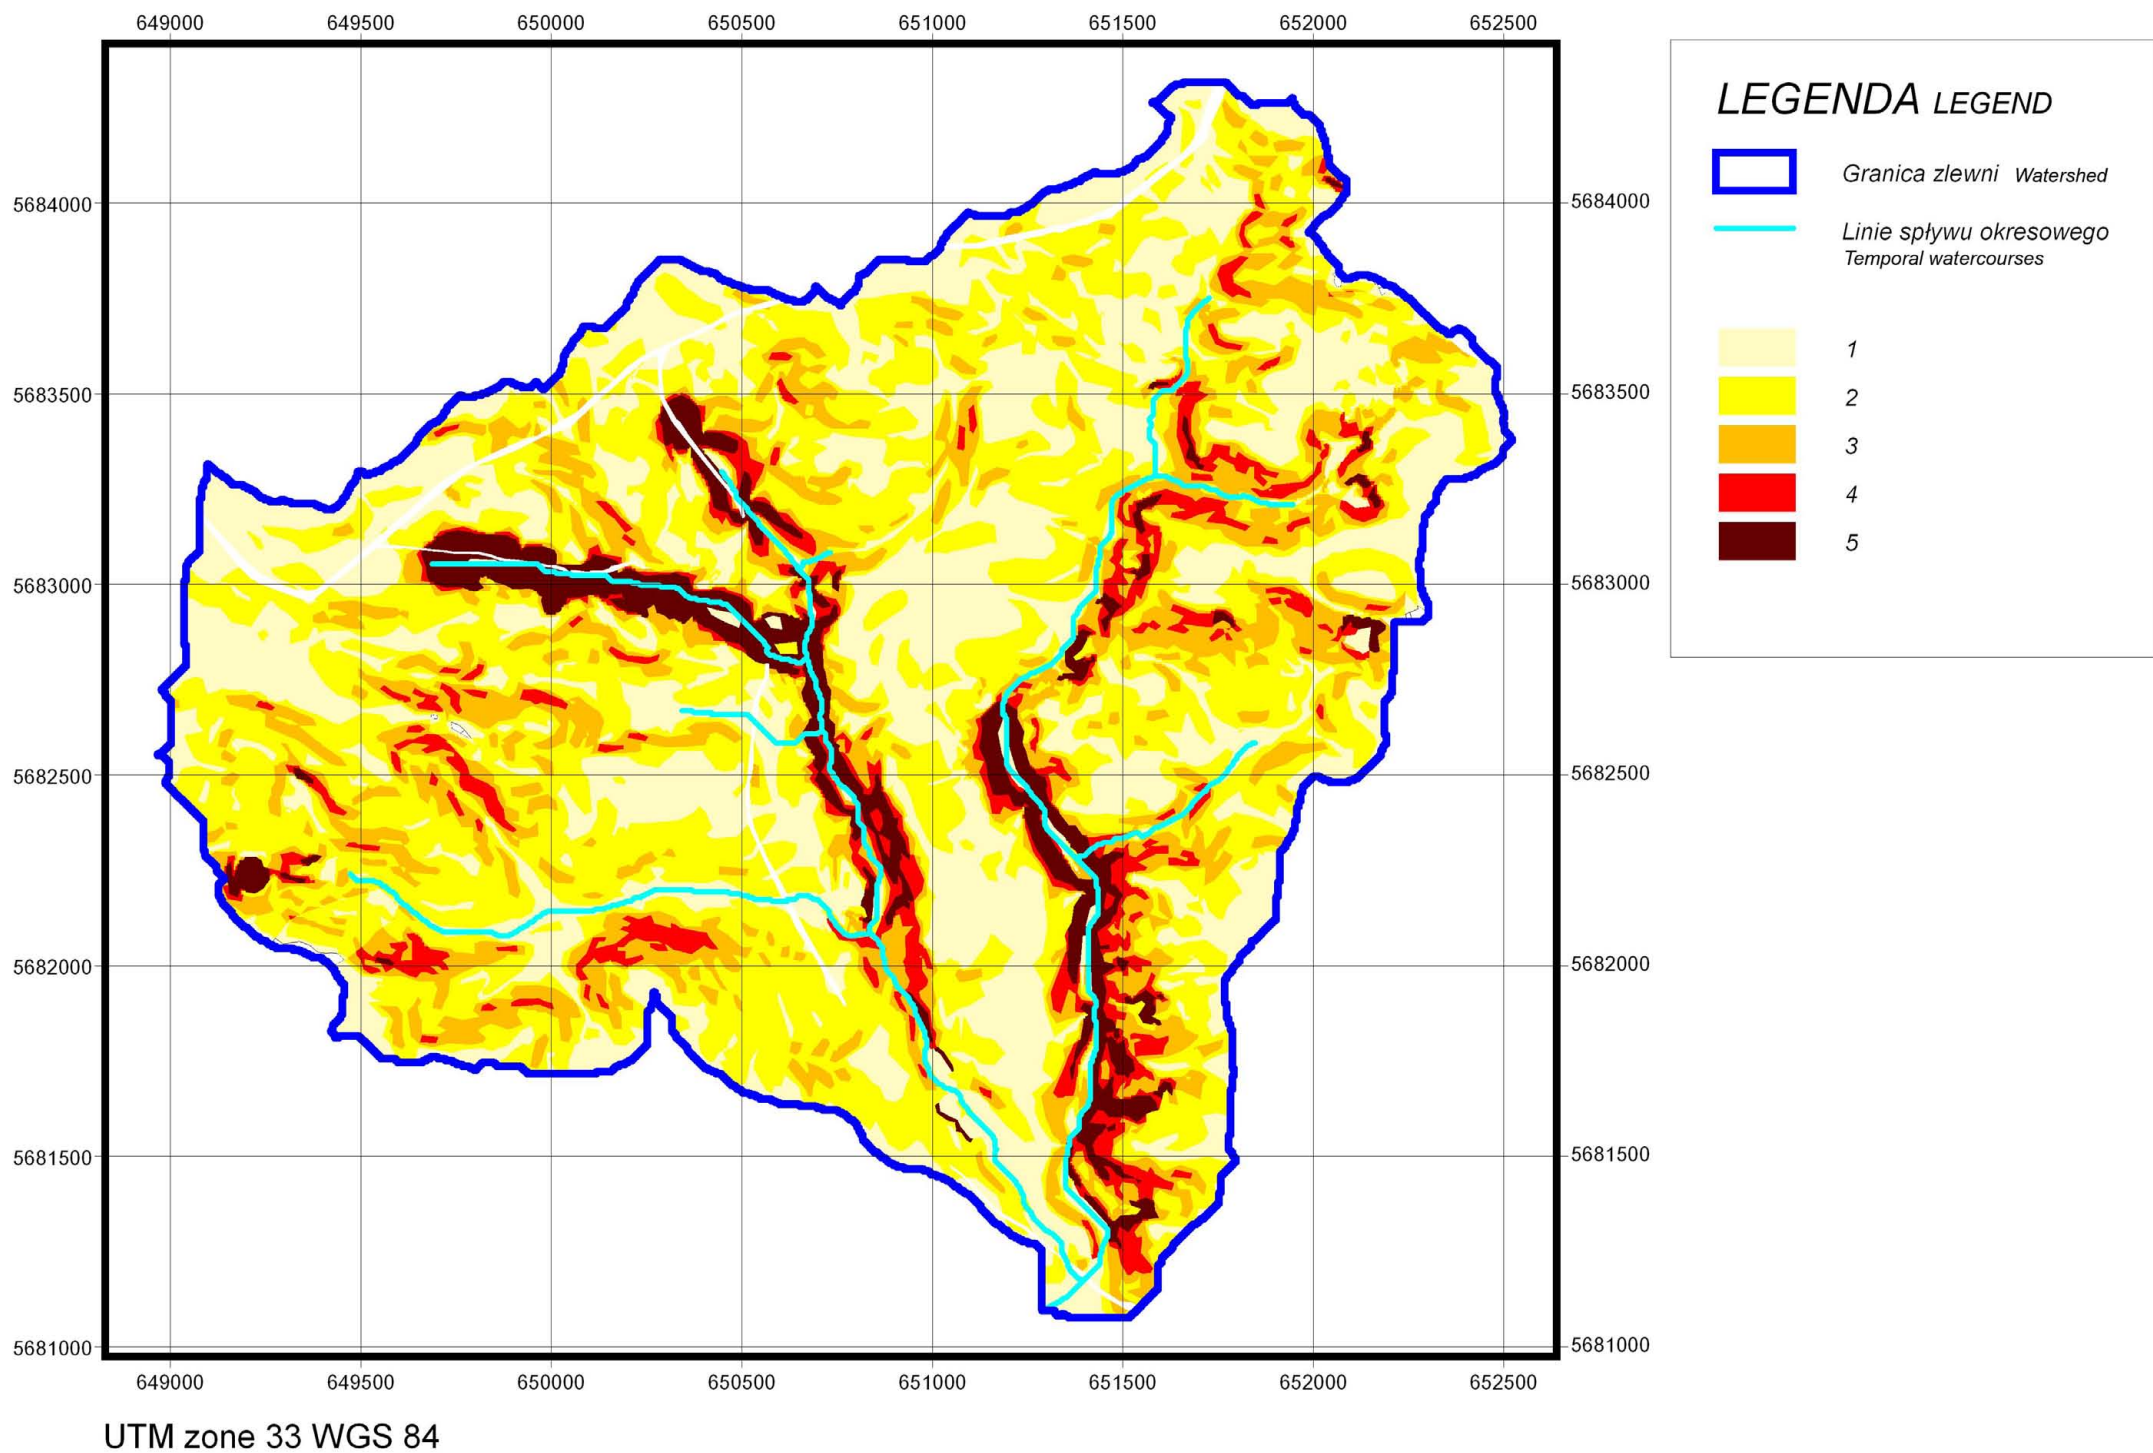 649000 649500 650000 650500 651000 651500 652000 652500
LEGENDA LEGEND
Granica zlewni Watershed
Linie spływu okresowego
Temporal watercourses
1
2
3
4
5
5684000 5684000
5683500 5683500
5683000 5683000
5682500 5682500
5682000 5682000
5681500 5681500
5681000 5681000
649000 649500 650000 650500 651000 651500 652000 652500
UTM zone 33 WGS 84